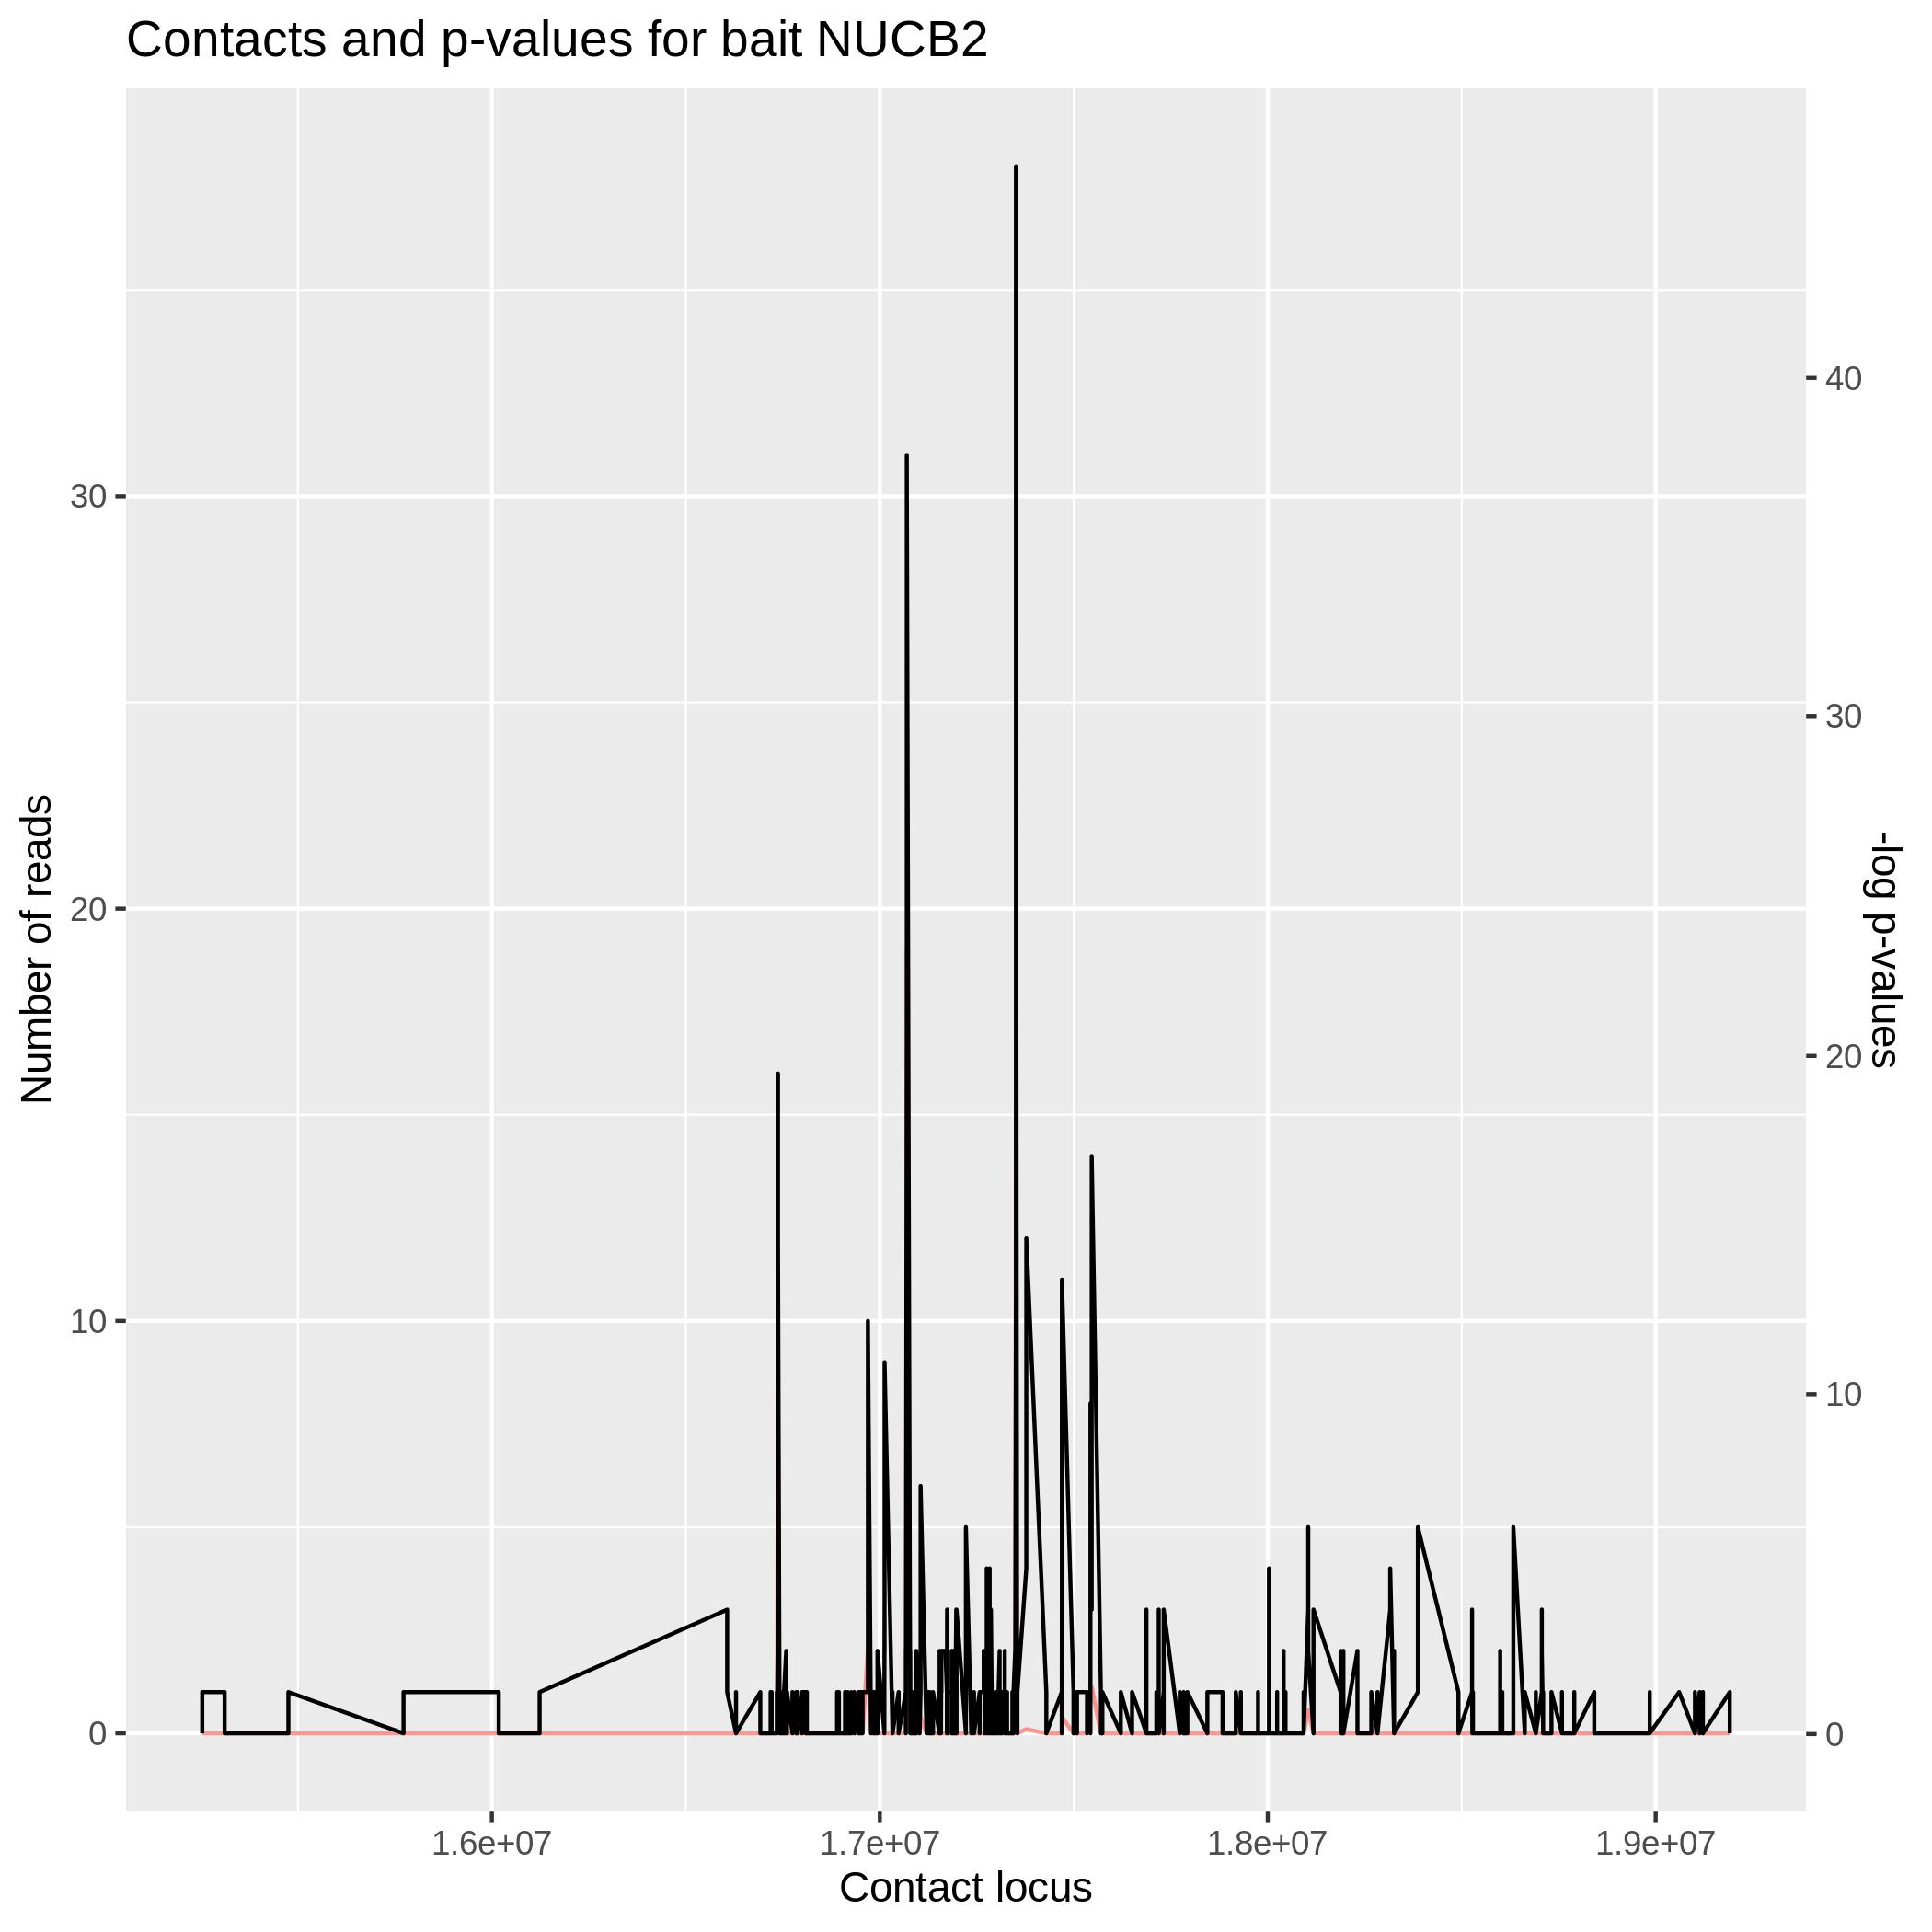 Contacts and p-values for bait NUCB2
Number of reads
30
20
10
0
40
30
20
10
0
-log p-values
1.6e+07
1.7e+07
1.8e+07
1.9e+07
Contact locus